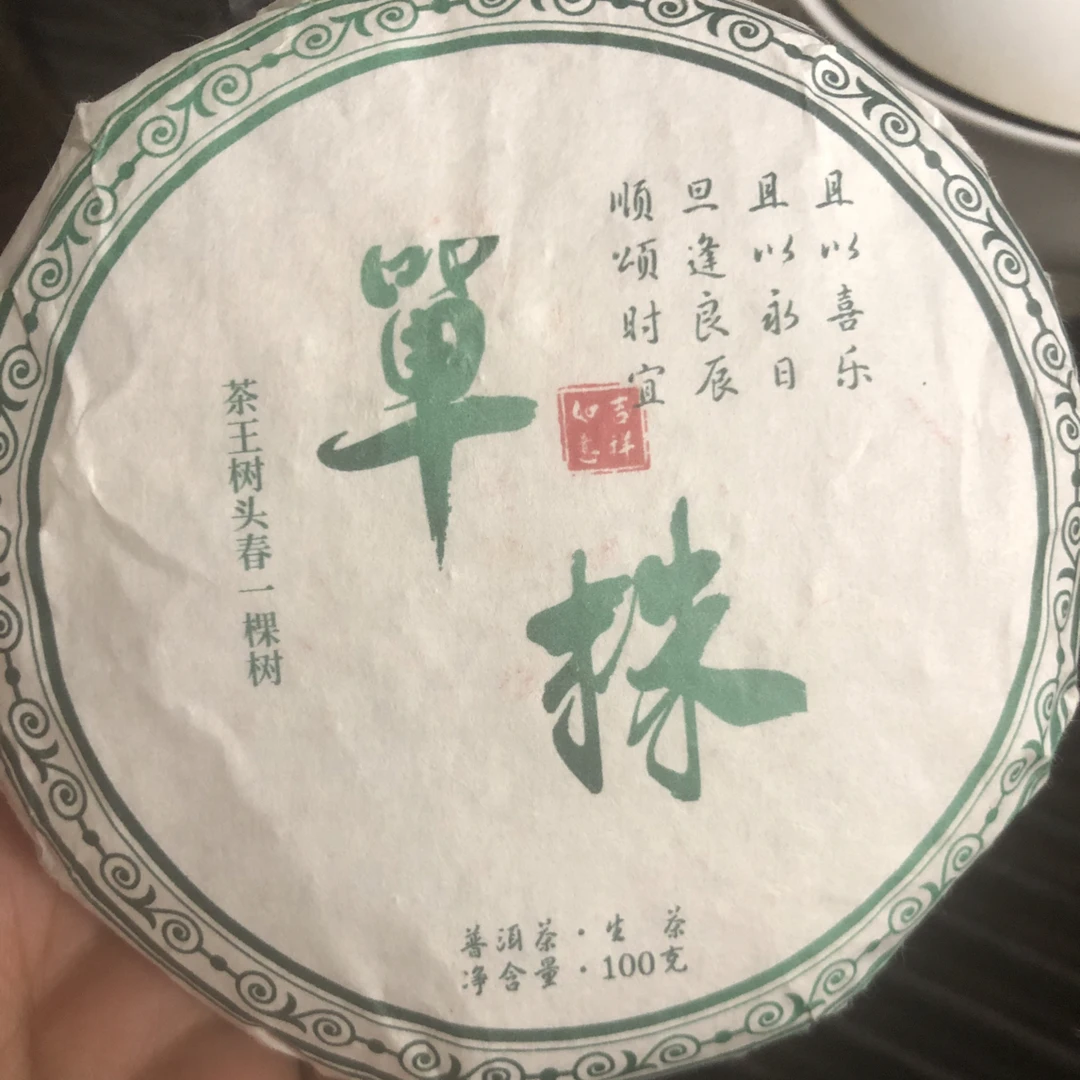 且以喜乐
且以永日
旦逢良辰
顺颂时宜
單株
吉祥
如意
茶王树头春一棵树
普洱茶·生茶
净含量·100克